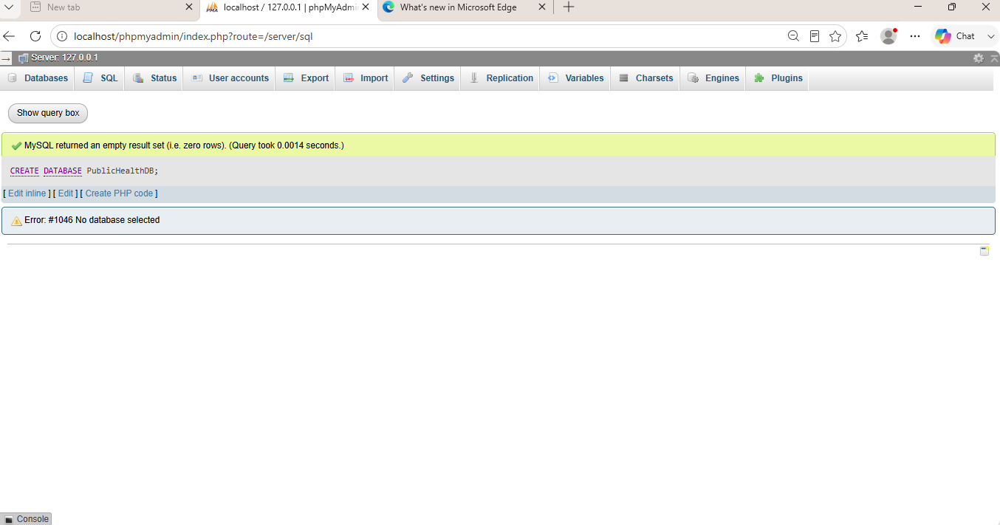 New tab
localhost / 127.0.0.1 | phpMyAdmi
What's new in Microsoft Edge
localhost/phpmyadmin/index.php?route=/server/sql
Chat
Server: 127.0.0.1
Databases SQL Status User accounts Export Import Settings Replication Variables Charsets Engines Plugins
Show query box
MySQL returned an empty result set (i.e. zero rows). (Query took 0.0014 seconds.)
CREATE DATABASE PublicHealthDB;
[ Edit inline ] [ Edit ] [ Create PHP code ]
Error: #1046 No database selected
Console